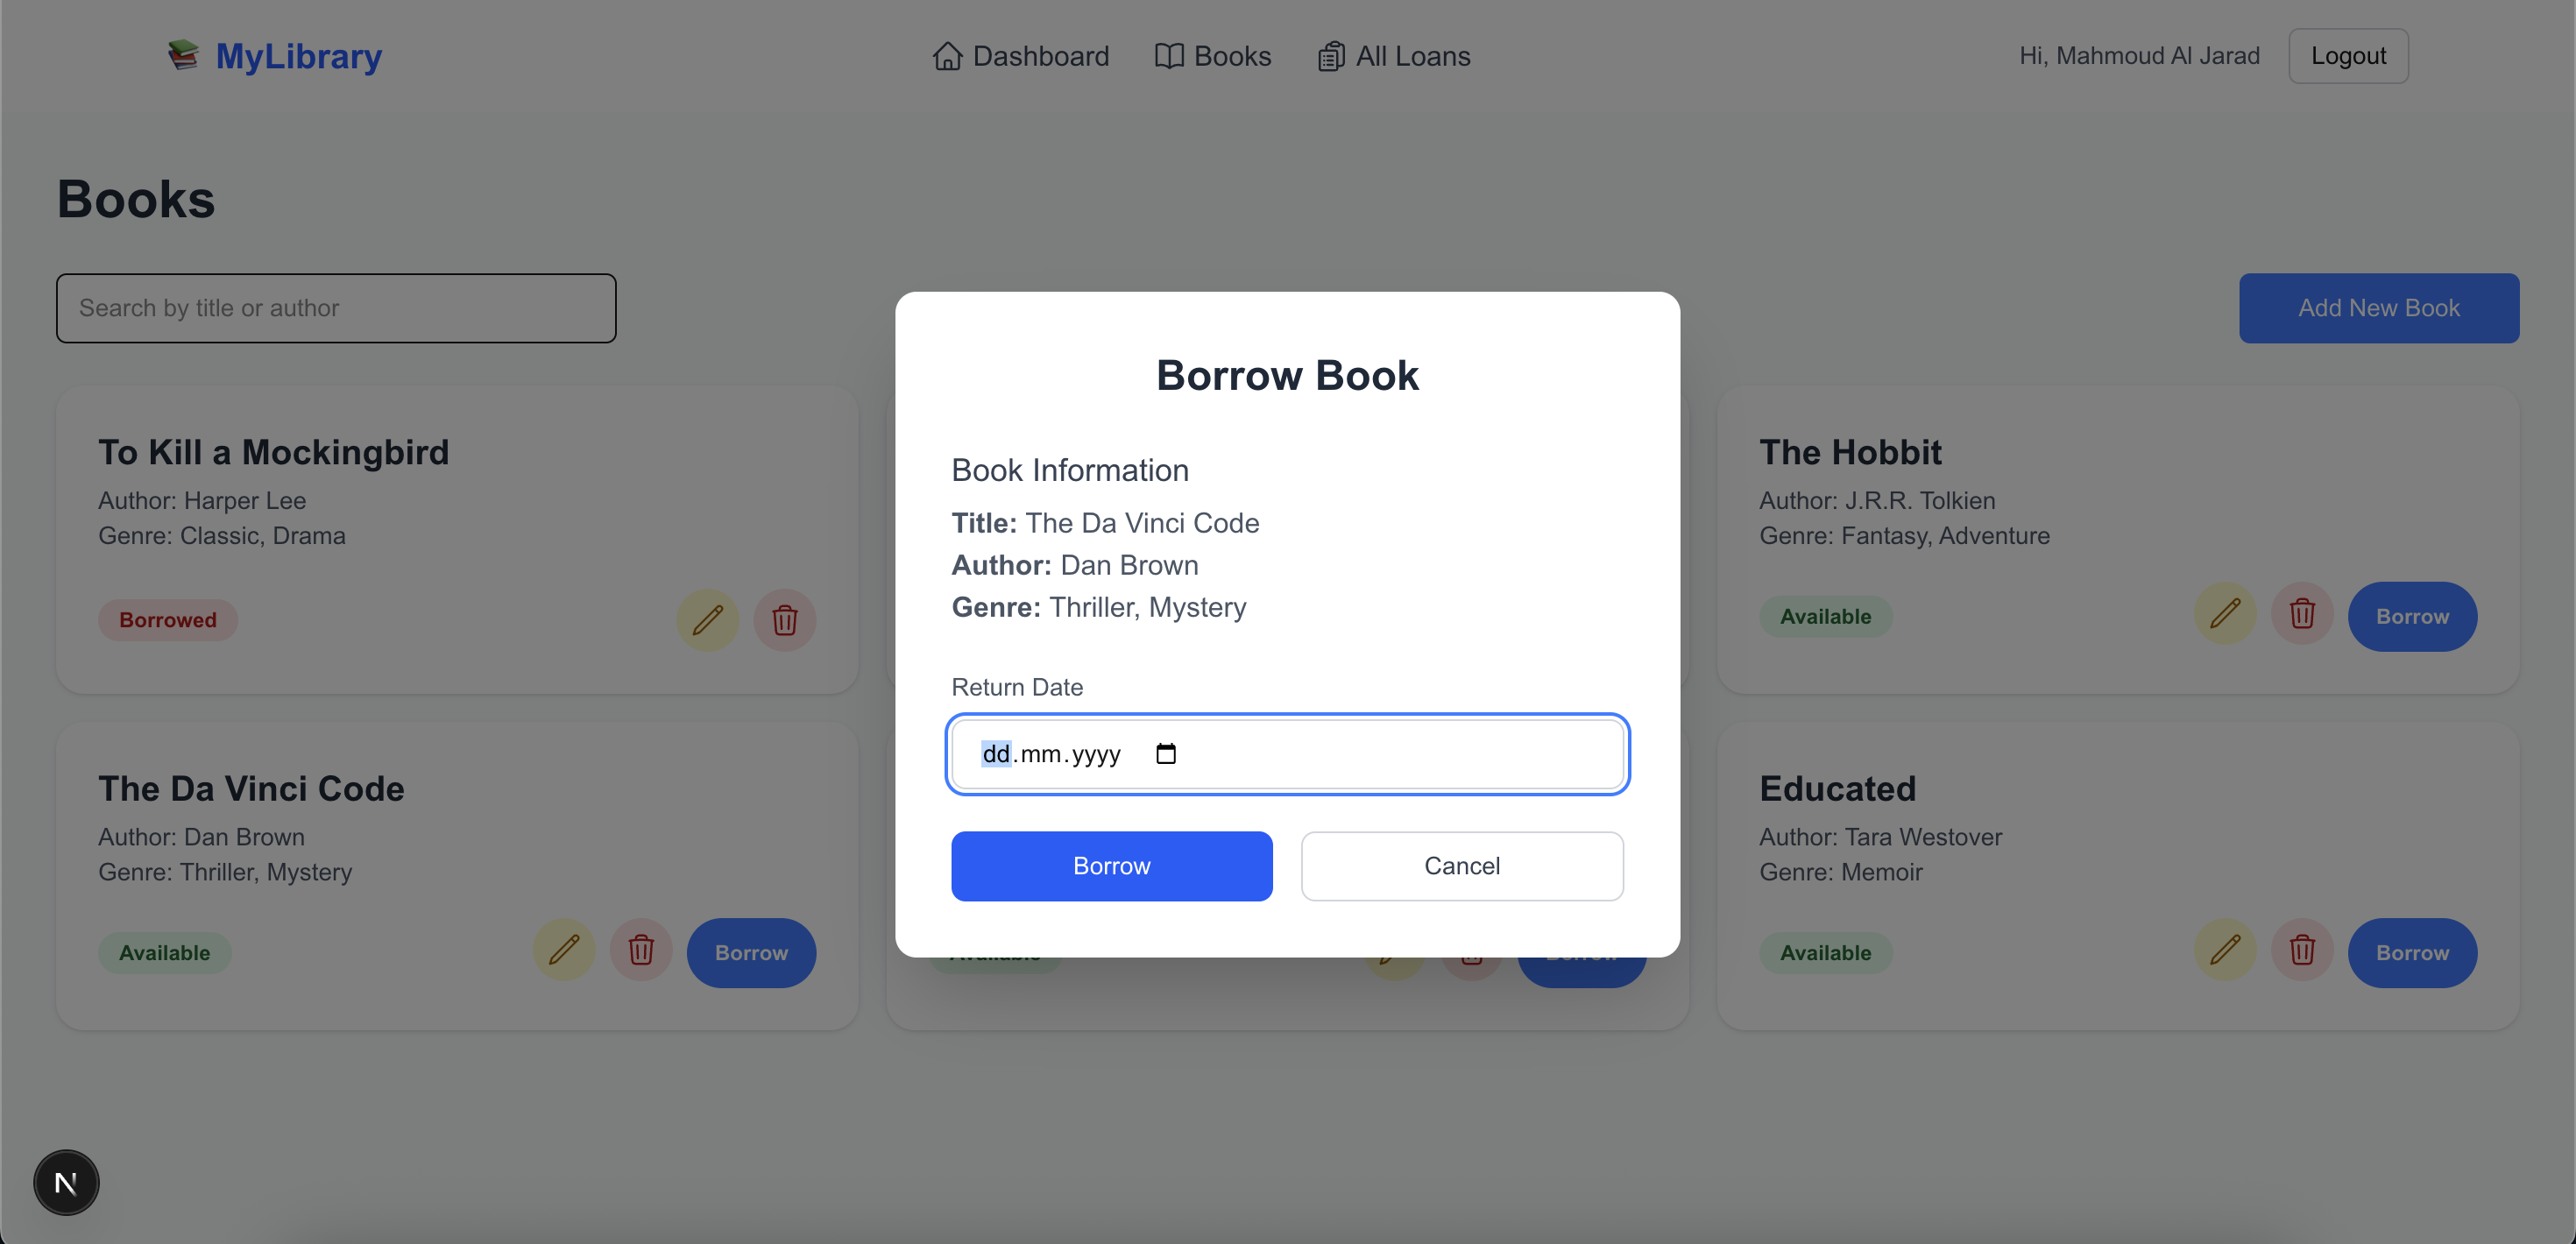 MyLibrary
Dashboard
Books
All Loans
Hi, Mahmoud Al Jarad
Logout
Books
Search by title or author
Add New Book
To Kill a Mockingbird
Author: Harper Lee
Genre: Classic, Drama
Borrowed
The Hobbit
Author: J.R.R. Tolkien
Genre: Fantasy, Adventure
Available
Borrow
Borrow Book
Book Information
Title: The Da Vinci Code
Author: Dan Brown
Genre: Thriller, Mystery
Return Date
dd.mm.yyyy
Borrow
Cancel
The Da Vinci Code
Author: Dan Brown
Genre: Thriller, Mystery
Available
Borrow
Educated
Author: Tara Westover
Genre: Memoir
Available
Borrow
N